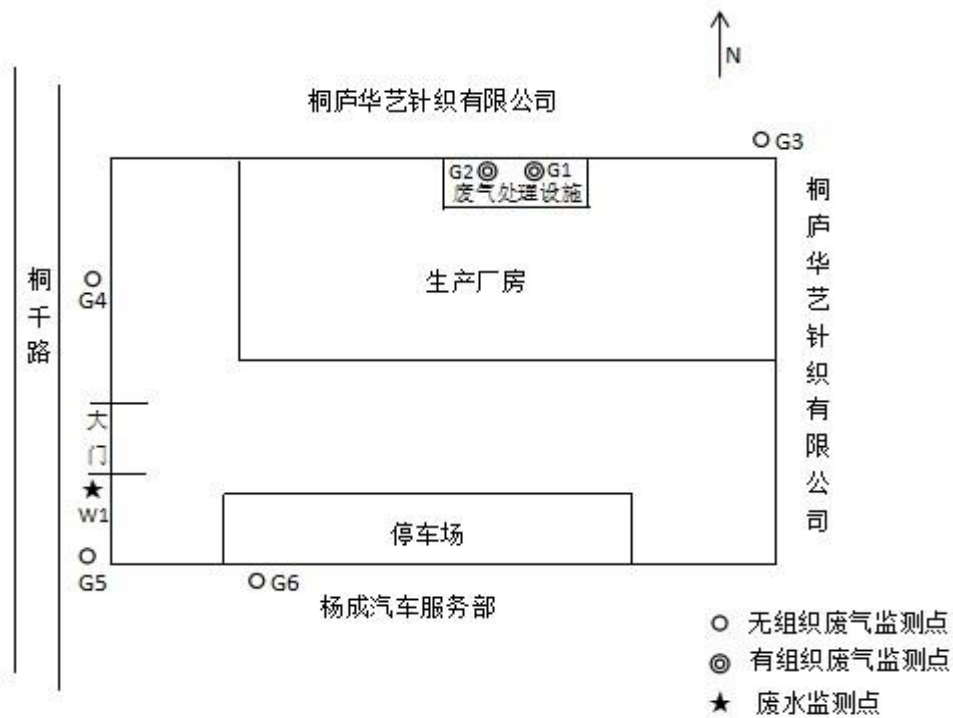 N
桐庐华艺针织有限公司
G3
G2 G1
废气处理设施
桐庐华艺针织有限公司
生产厂房
G4
桐千路
大门
W1
停车场
G5
G6
杨成汽车服务部
无组织废气监测点
有组织废气监测点
废水监测点